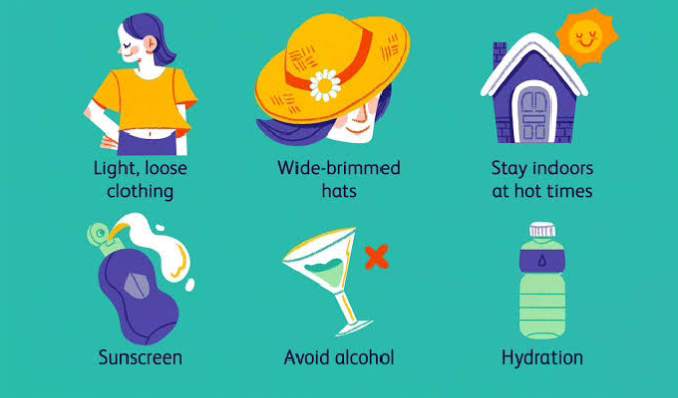 Light, loose
clothing
Wide-brimmed
hats
Stay indoors
at hot times
Sunscreen
Avoid alcohol
Hydration